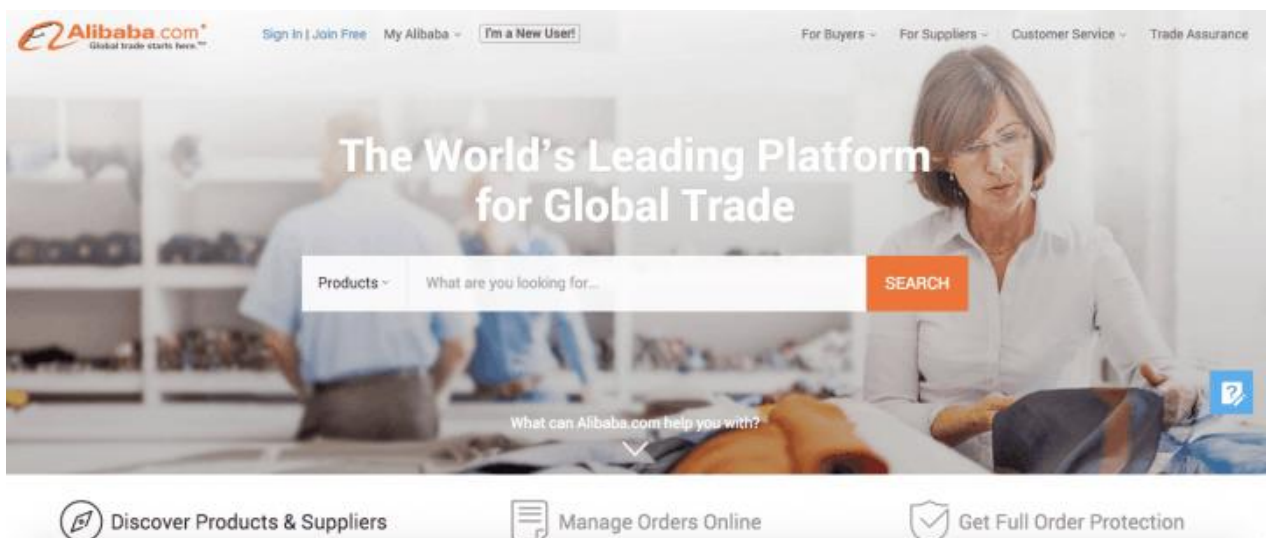 Alibaba.com®
Global trade starts here.™
Sign In | Join Free
My Alibaba
I'm a New User!
For Buyers
For Suppliers
Customer Service
Trade Assurance
The World's Leading Platform
for Global Trade
Products
What are you looking for...
SEARCH
What can Alibaba.com help you with?
Discover Products & Suppliers
Manage Orders Online
Get Full Order Protection